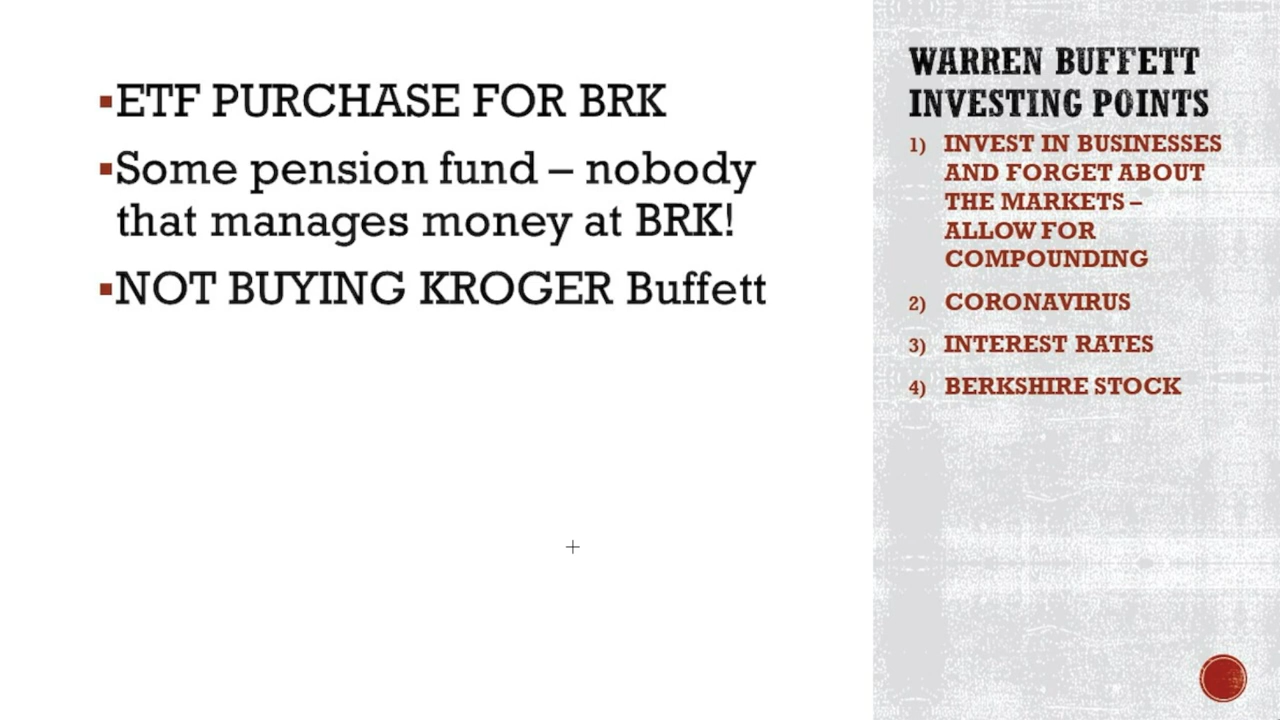 ▪ETF PURCHASE FOR BRK
▪Some pension fund – nobody
that manages money at BRK!
▪NOT BUYING KROGER Buffett
WARREN BUFFETT
INVESTING POINTS
1) INVEST IN BUSINESSES
AND FORGET ABOUT
THE MARKETS –
ALLOW FOR
COMPOUNDING
2) CORONAVIRUS
3) INTEREST RATES
4) BERKSHIRE STOCK